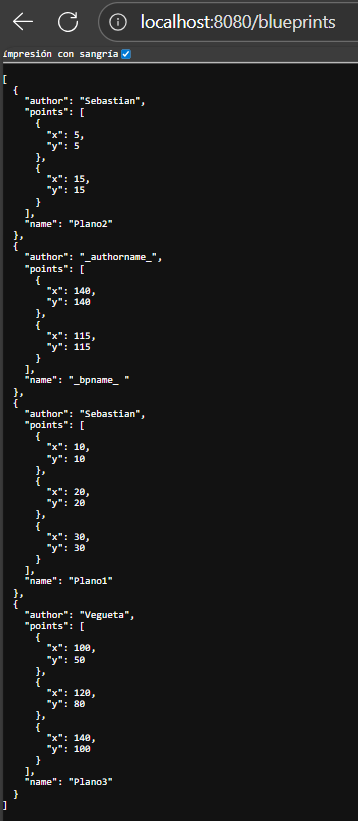 localhost:8080/blueprints
impresión con sangría
[
  {
    "author": "Sebastian",
    "points": [
      {
        "x": 5,
        "y": 5
      },
      {
        "x": 15,
        "y": 15
      }
    ],
    "name": "Plano2"
  },
  {
    "author": "_authorname_",
    "points": [
      {
        "x": 140,
        "y": 140
      },
      {
        "x": 115,
        "y": 115
      }
    ],
    "name": "_bpname_ "
  },
  {
    "author": "Sebastian",
    "points": [
      {
        "x": 10,
        "y": 10
      },
      {
        "x": 20,
        "y": 20
      },
      {
        "x": 30,
        "y": 30
      }
    ],
    "name": "Plano1"
  },
  {
    "author": "Vegueta",
    "points": [
      {
        "x": 100,
        "y": 50
      },
      {
        "x": 120,
        "y": 80
      },
      {
        "x": 140,
        "y": 100
      }
    ],
    "name": "Plano3"
  }
]